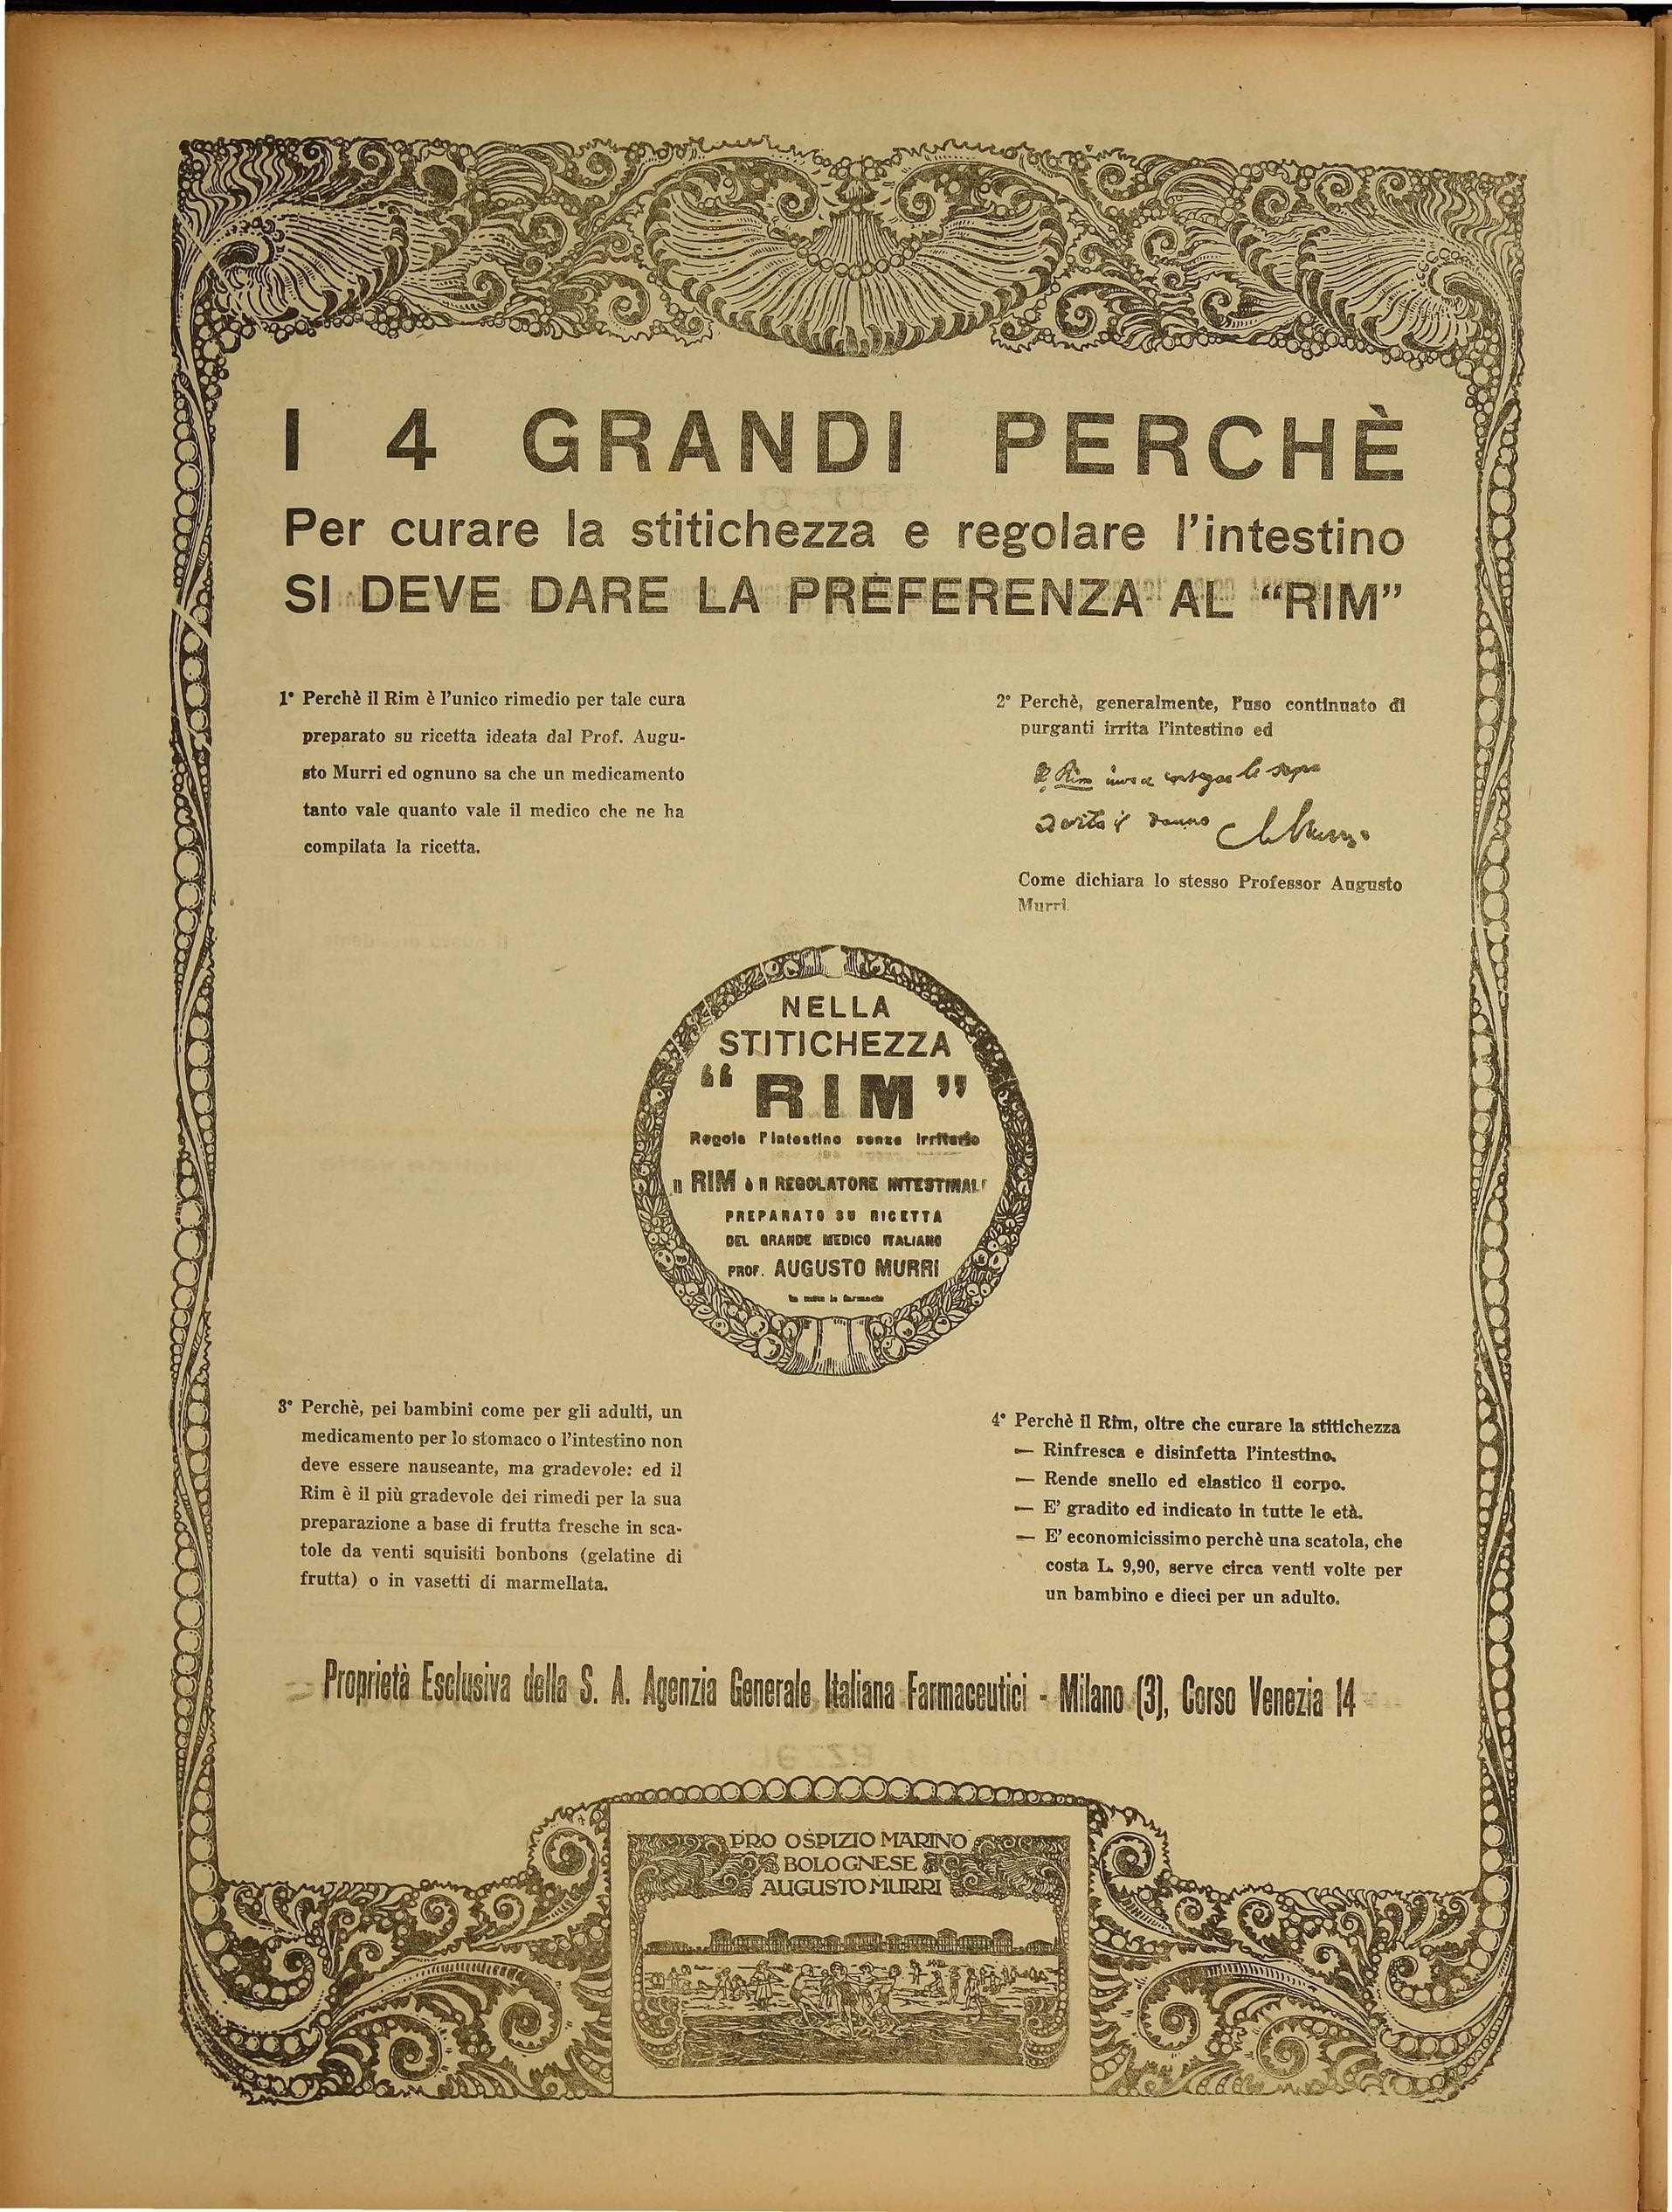 I 4 GRANDI PERCHÈ
Per curare la stitichezza e regolare l'intestino
SI DEVE DARE LA PREFERENZA AL "RIM"
1° Perchè il Rim è l'unico rimedio per tale cura
preparato su ricetta ideata dal Prof. Augu-
sto Murri ed ognuno sa che un medicamento
tanto vale quanto vale il medico che ne ha
compilata la ricetta.
2° Perchè, generalmente, l'uso continuato di
purganti irrita l'intestino ed
il Rim
evita il danno
Come dichiara lo stesso Professor Augusto
Murri.
NELLA
STITICHEZZA
"RIM"
Regola l'intestino senza irritarlo
Il RIM è il REGOLATORE INTESTINALE
PREPARATO SU RICETTA
DEL GRANDE MEDICO ITALIANO
PROF. AUGUSTO MURRI
In tutte le farmacie
3° Perchè, pei bambini come per gli adulti, un
medicamento per lo stomaco o l'intestino non
deve essere nauseante, ma gradevole: ed il
Rim è il più gradevole dei rimedi per la sua
preparazione a base di frutta fresche in sca-
tole da venti squisiti bonbons (gelatine di
frutta) o in vasetti di marmellata.
4° Perchè il Rim, oltre che curare la stitichezza
— Rinfresca e disinfetta l'intestino.
— Rende snello ed elastico il corpo.
— E' gradito ed indicato in tutte le età.
— E' economicissimo perchè una scatola, che
costa L. 9,90, serve circa venti volte per
un bambino e dieci per un adulto.
Proprietà Esclusiva della S. A. Agenzia Generale Italiana Farmaceutici - Milano (3), Corso Venezia 14
PRO OSPIZIO MARINO
BOLOGNESE
AUGUSTO MURRI